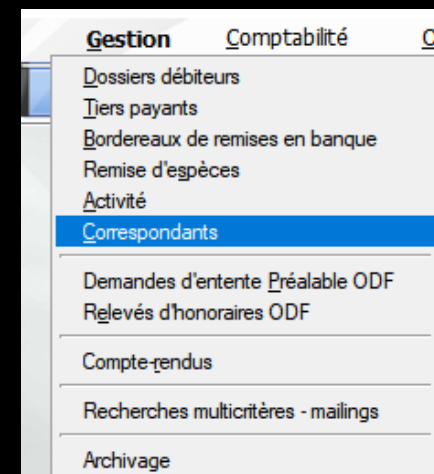 Gestion Comptabilité
Dossiers débiteurs
Tiers payants
Bordereaux de remises en banque
Remise d'espèces
Activité
Correspondants
Demandes d'entente Préalable ODF
Relevés d'honoraires ODF
Compte-rendus
Recherches multicritères - mailings
Archivage